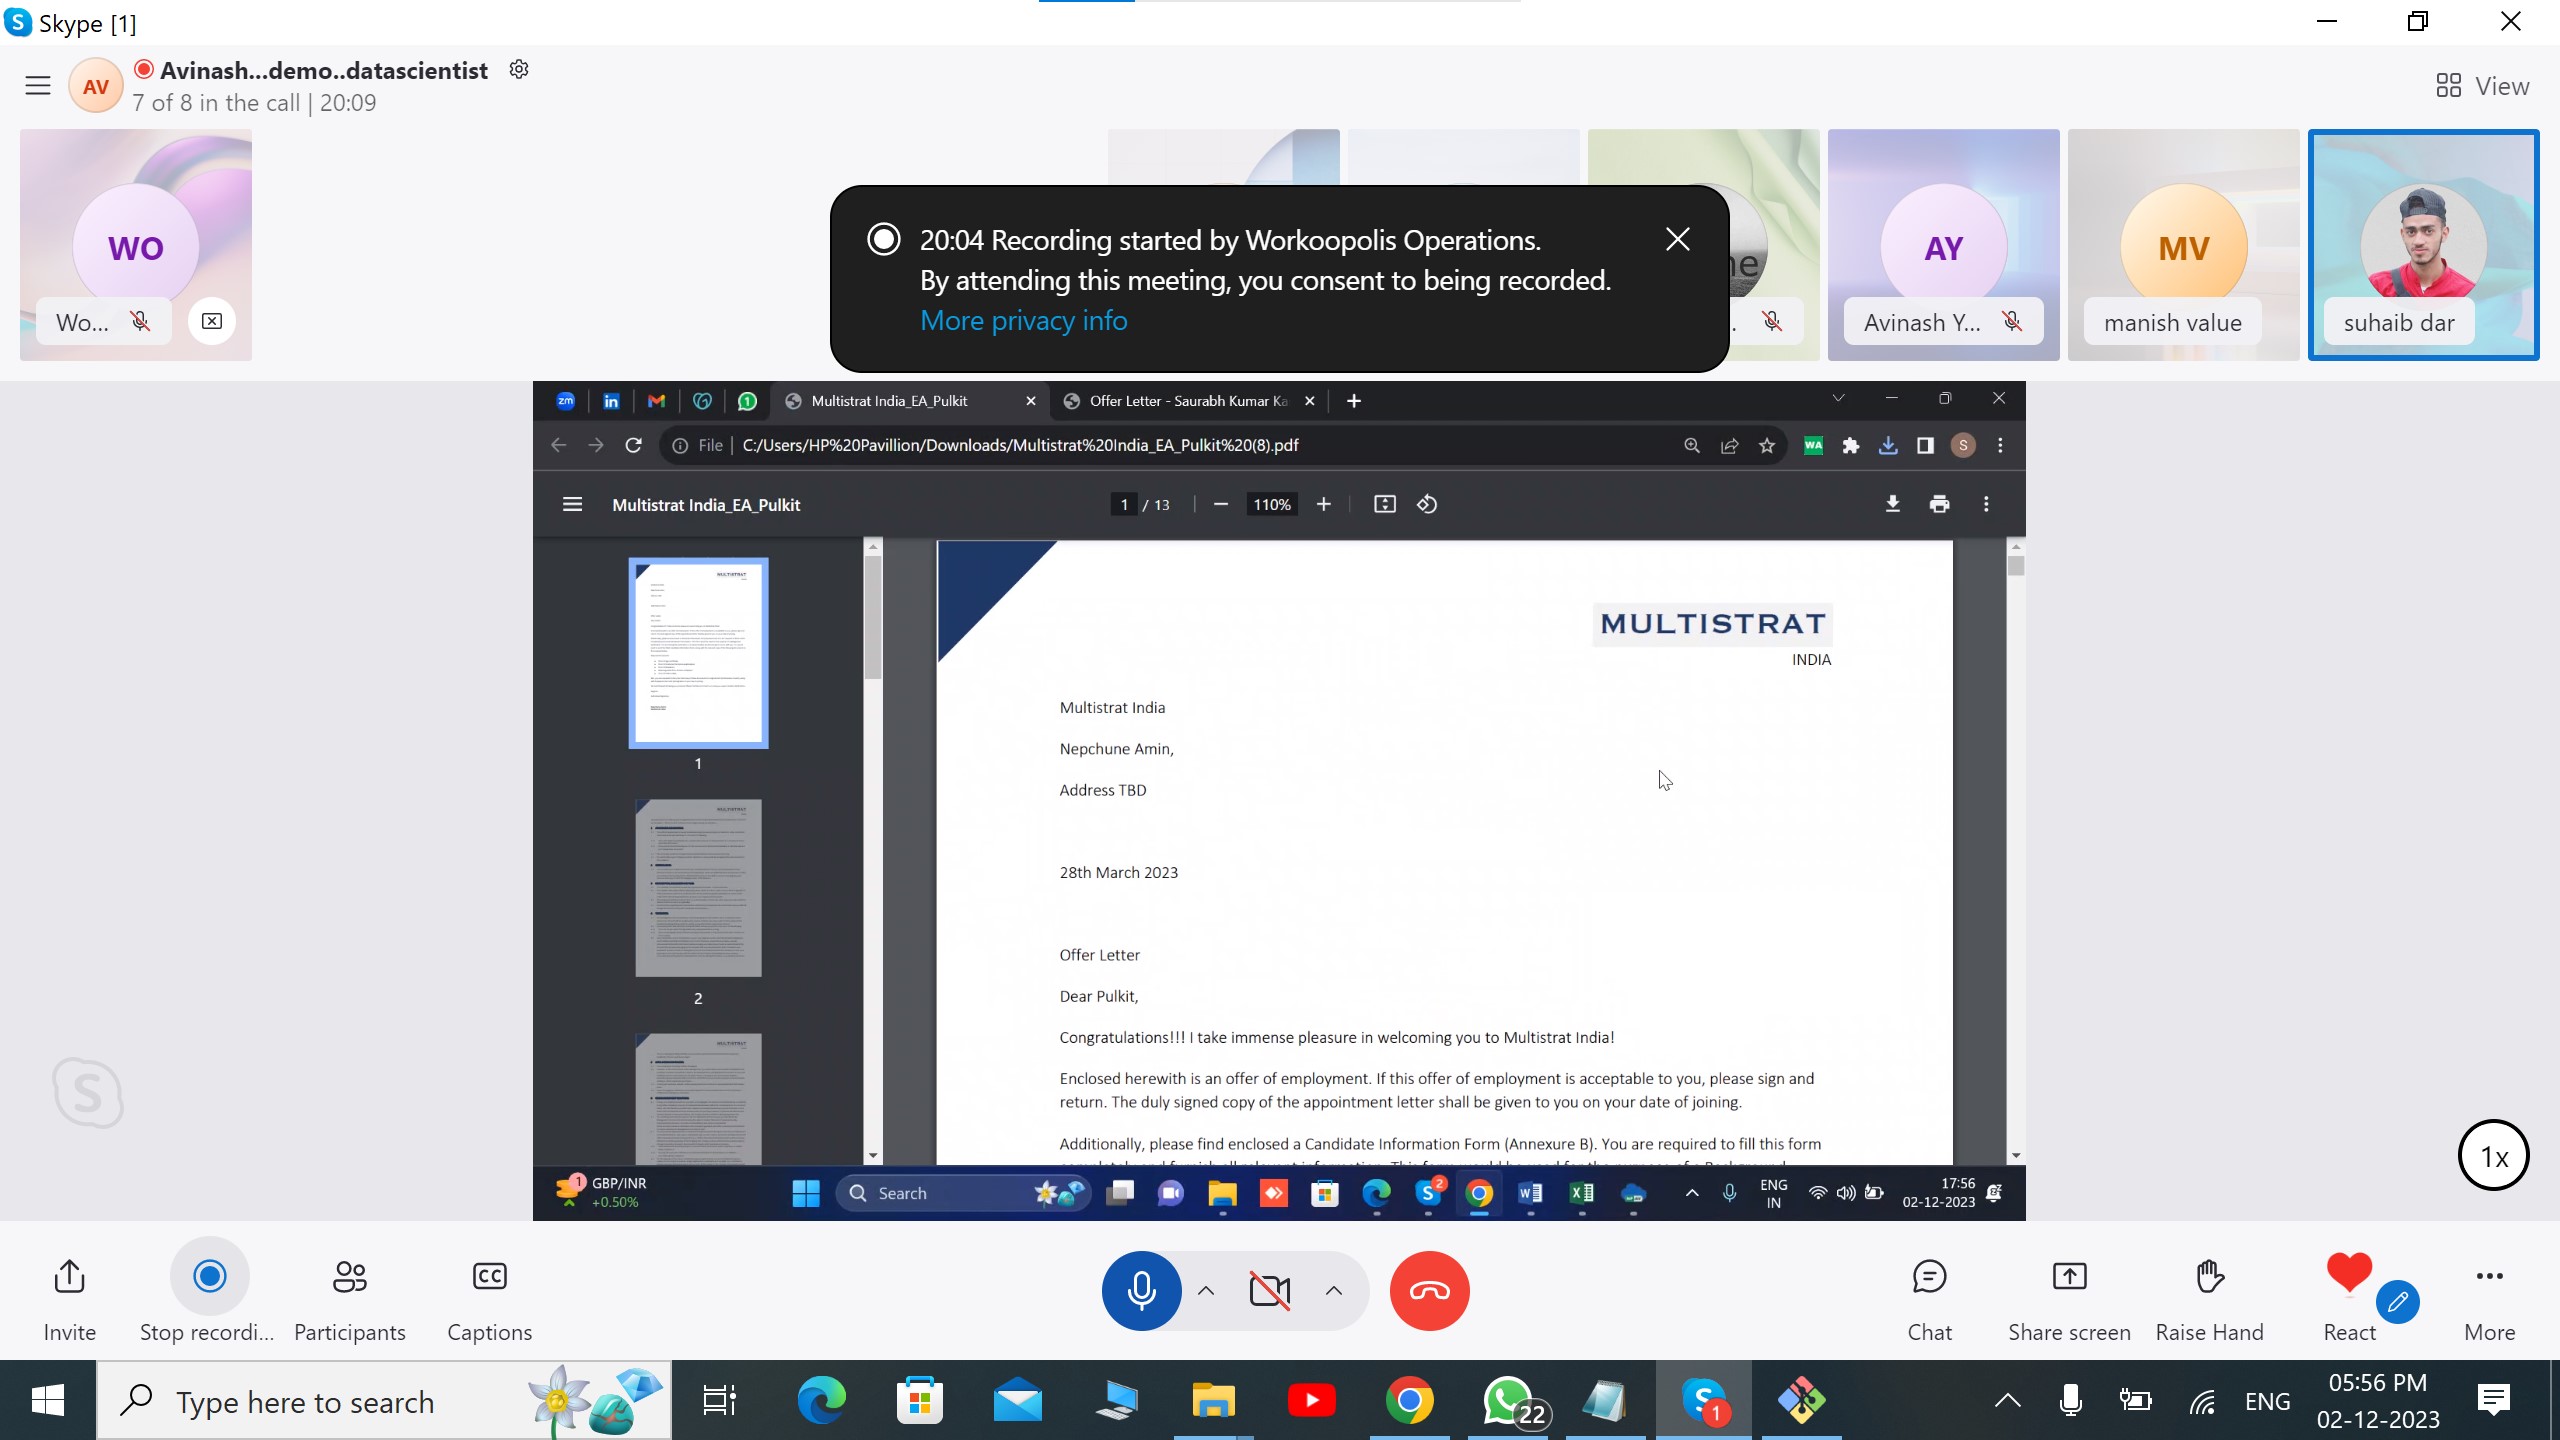 Skype [1]
AV
Avinash...demo..datascientist
7 of 8 in the call | 20:09
View
WO
Wo...
20:04 Recording started by Workoopolis Operations.
By attending this meeting, you consent to being recorded.
More privacy info
AY
Avinash Y...
MV
manish value
suhaib dar
zm
in
1
Multistrat India_EA_Pulkit
Offer Letter - Saurabh Kumar Ka
File
C:/Users/HP%20Pavillion/Downloads/Multistrat%20India_EA_Pulkit%20(8).pdf
WA
S
Multistrat India_EA_Pulkit
1 / 13
110%
1
2
MULTISTRAT
INDIA
Multistrat India
Nepchune Amin,
Address TBD
28th March 2023
Offer Letter
Dear Pulkit,
Congratulations!!! I take immense pleasure in welcoming you to Multistrat India!
Enclosed herewith is an offer of employment. If this offer of employment is acceptable to you, please sign and
return. The duly signed copy of the appointment letter shall be given to you on your date of joining.
Additionally, please find enclosed a Candidate Information Form (Annexure B). You are required to fill this form
1
GBP/INR
+0.50%
Search
2
ENG
IN
17:56
02-12-2023
1x
Invite
Stop recordi...
Participants
CC
Captions
Chat
Share screen
Raise Hand
React
More
Type here to search
22
1
ENG
05:56 PM
02-12-2023